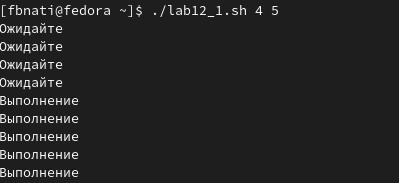 [fbnati@fedora ~]$ ./lab12_1.sh 4 5
Ожидайте
Ожидайте
Ожидайте
Ожидайте
Выполнение
Выполнение
Выполнение
Выполнение
Выполнение